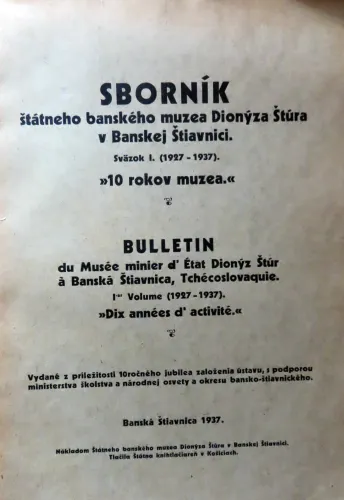 SBORNÍK
štátneho banského muzea Dionýza Štúra
v Banskej Štiavnici.
Sväzok I. (1927 - 1937).
»10 rokov muzea.«
BULLETIN
du Musée minier d' État Dionýz Štúr
à Banská Štiavnica, Tchécoslovaquie.
Ier Volume (1927 - 1937).
»Dix années d' activité.«
Vydané z príležitosti 10ročného jubilea založenia ústavu, s podporou
ministerstva školstva a národnej osvety a okresu bansko-štiavnického.
Banská Štiavnica 1937.
Nákladom Štátneho banského muzea Dionýza Štúra v Banskej Štiavnici.
Tlačila Štátna knihtlačiareň v Košiciach.